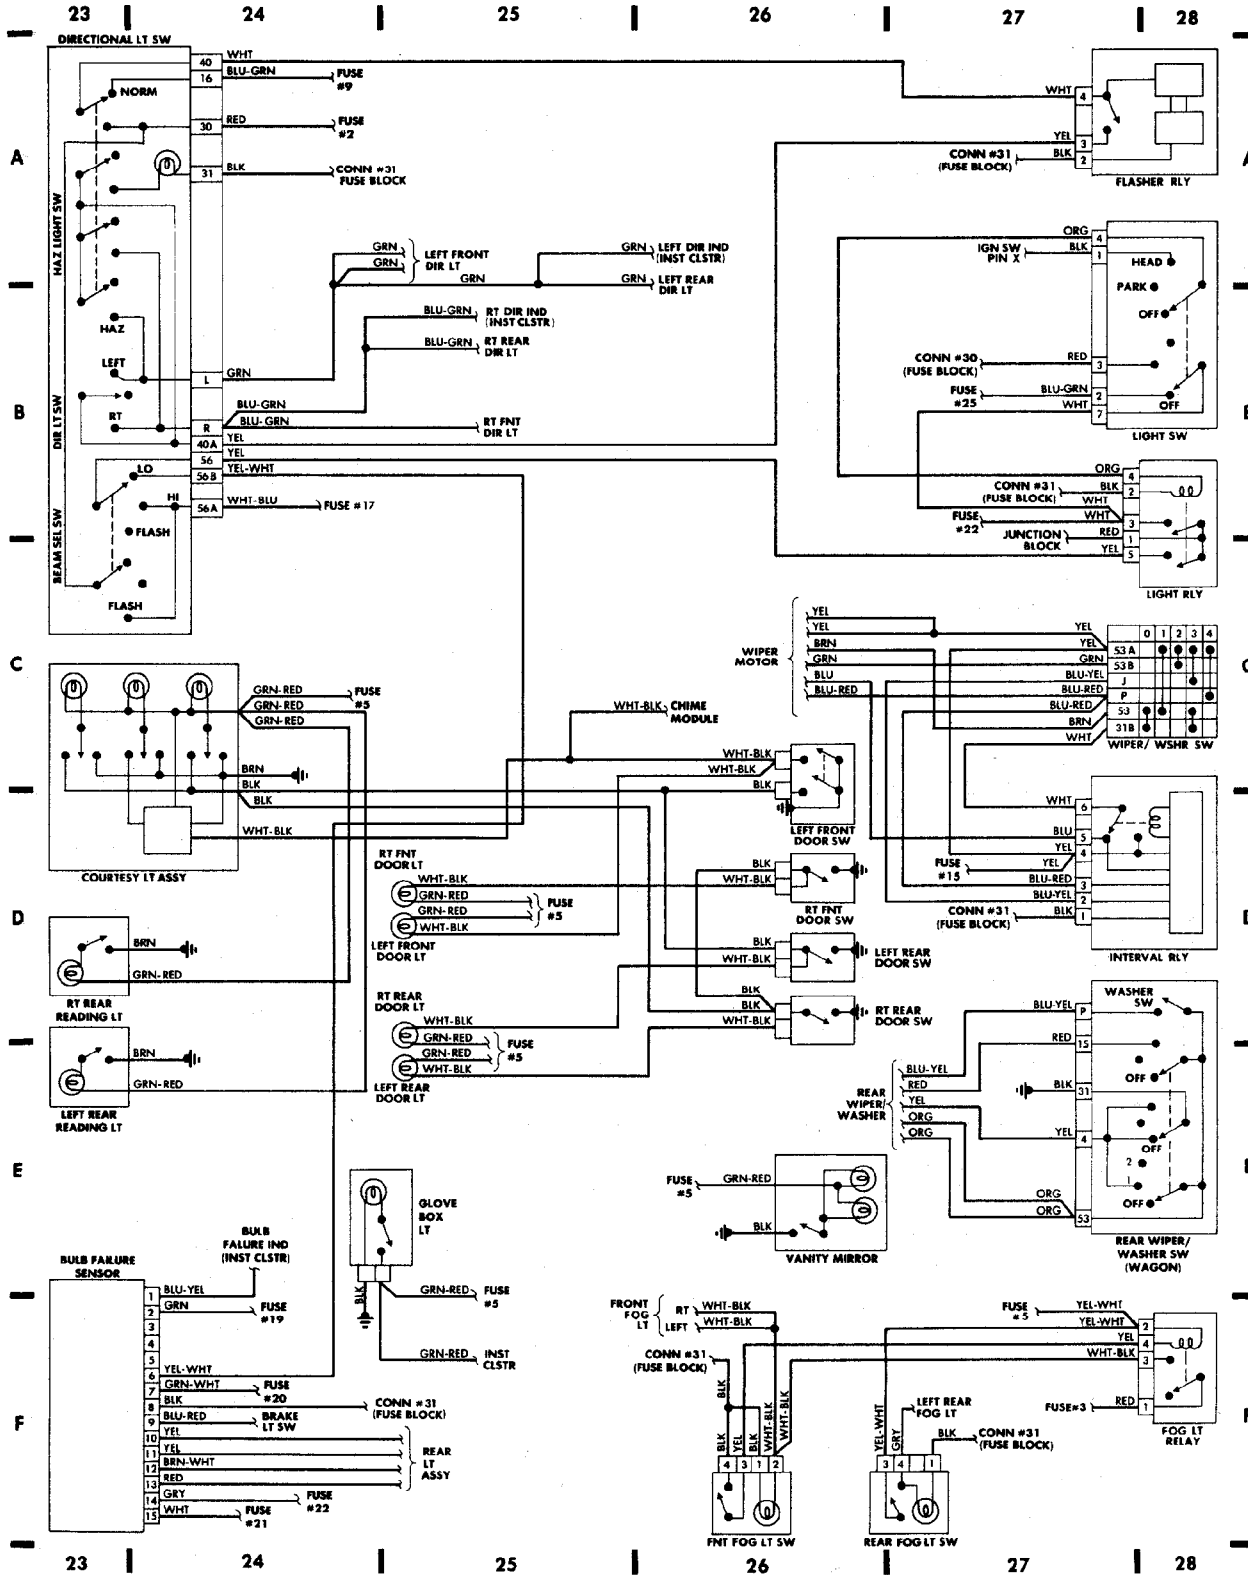 23 24 25 26 27 28
DIRECTIONAL LT SW
40 WHT
16 BLU-GRN FUSE #9
NORM
30 RED FUSE #2
31 BLK CONN #31 FUSE BLOCK
A
HAZ LIGHT SW
HAZ
GRN
GRN
LEFT FRONT DIR LT
GRN
GRN LEFT DIR IND (INST CLSTR)
GRN LEFT REAR DIR LT
BLU-GRN RT DIR IND (INST CLSTR)
BLU-GRN RT REAR DIR LT
LEFT
L GRN
B
DIR LT SW
RT
BLU-GRN
R BLU-GRN RT FNT DIR LT
40A YEL
56 YEL
56B YEL-WHT
56A WHT-BLU FUSE #17
LO
HI
FLASH
BEAM SEL SW
FLASH
WHT 4
YEL 3
CONN #31 (FUSE BLOCK) BLK 2
FLASHER RLY
A
ORG 4
IGN SW PIN X BLK 1
HEAD
PARK
OFF
CONN #30 (FUSE BLOCK) RED 3
FUSE #25 BLU-GRN 2
WHT 7
OFF
LIGHT SW
ORG 4
CONN #31 (FUSE BLOCK) BLK 2
WHT
FUSE #22 WHT 3
JUNCTION BLOCK RED 1
YEL 5
LIGHT RLY
C
GRN-RED FUSE #5
GRN-RED
GRN-RED
BRN
BLK
BLK
WHT-BLK
COURTESY LT ASSY
WHT-BLK CHIME MODULE
WIPER MOTOR
YEL
YEL
BRN
GRN
BLU
BLU-RED
0 1 2 3 4
YEL
YEL 53A
GRN 53B
BLU-YEL J
BLU-RED P
BLU-RED 53
BRN 31B
WHT
WIPER/ WSHR SW
WHT-BLK
WHT-BLK
BLK
LEFT FRONT DOOR SW
WHT 6
BLU 5
YEL 4
FUSE #15 YEL
BLU-RED 3
BLU-YEL 2
CONN #31 (FUSE BLOCK) BLK 1
INTERVAL RLY
D
RT FNT DOOR LT
WHT-BLK
GRN-RED
GRN-RED
FUSE #5
WHT-BLK
LEFT FRONT DOOR LT
BLK
WHT-BLK
RT FNT DOOR SW
BRN
GRN-RED
RT REAR READING LT
BLK
WHT-BLK
LEFT REAR DOOR SW
RT REAR DOOR LT
WHT-BLK
GRN-RED
GRN-RED
FUSE #5
WHT-BLK
LEFT REAR DOOR LT
BLK
BLK
WHT-BLK
RT REAR DOOR SW
BRN
GRN-RED
LEFT REAR READING LT
WASHER SW
BLU-YEL P
RED 15
OFF
BLK 31
YEL 4
OFF
2
1
OFF
ORG
ORG 53
REAR WIPER/ WASHER
BLU-YEL
RED
YEL
ORG
ORG
REAR WIPER/ WASHER SW (WAGON)
E
GLOVE BOX LT
BLK
GRN-RED FUSE #5
GRN-RED INST CLSTR
FUSE #5 GRN-RED
BLK
VANITY MIRROR
BULB FALURE IND (INST CLSTR)
BULB FAILURE SENSOR
1 BLU-YEL
2 GRN FUSE #19
3
4
5
6 YEL-WHT
7 GRN-WHT FUSE #20
8 BLK CONN #31 (FUSE BLOCK)
9 BLU-RED BRAKE LT SW
10 YEL
11 YEL
12 BRN-WHT
13 RED
REAR LT ASSY
14 GRY FUSE #22
15 WHT FUSE #21
F
FRONT FOG LT
RT WHT-BLK
LEFT WHT-BLK
CONN #31 (FUSE BLOCK)
BLK
BLK YEL BLK WHT-BLK WHT-BLK
4 3 1 2
FNT FOG LT SW
YEL-WHT GRY
LEFT REAR FOG LT
BLK CONN #31 (FUSE BLOCK)
3 4 1
REAR FOG LT SW
FUSE #5 YEL-WHT
YEL-WHT 2
YEL 4
WHT-BLK 3
FUSE#3 RED 1
FOG LT RELAY
23 24 25 26 27 28